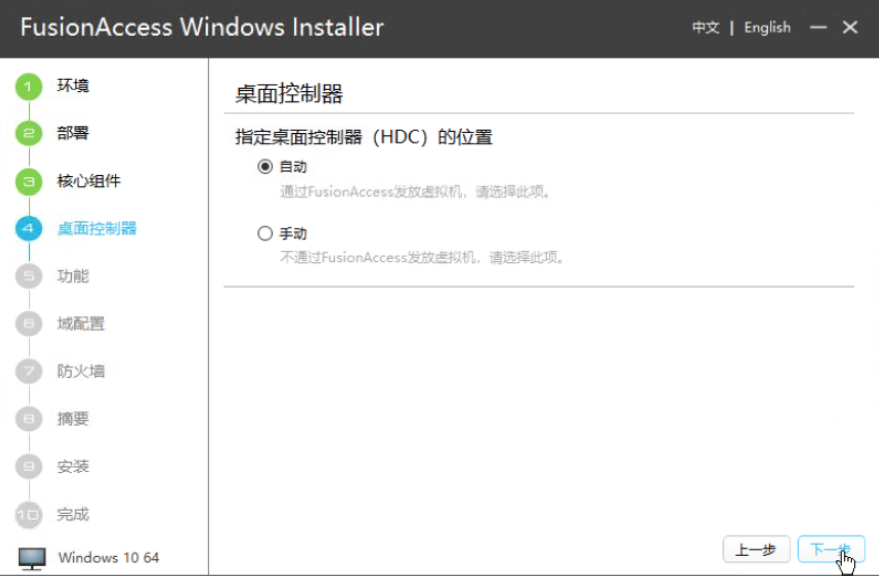 FusionAccess Windows Installer
中文 | English
1 环境
2 部署
3 核心组件
4 桌面控制器
5 功能
6 域配置
7 防火墙
8 摘要
9 安装
10 完成
Windows 10 64
桌面控制器
指定桌面控制器（HDC）的位置
自动
通过FusionAccess发放虚拟机，请选择此项。
手动
不通过FusionAccess发放虚拟机，请选择此项。
上一步
下一步